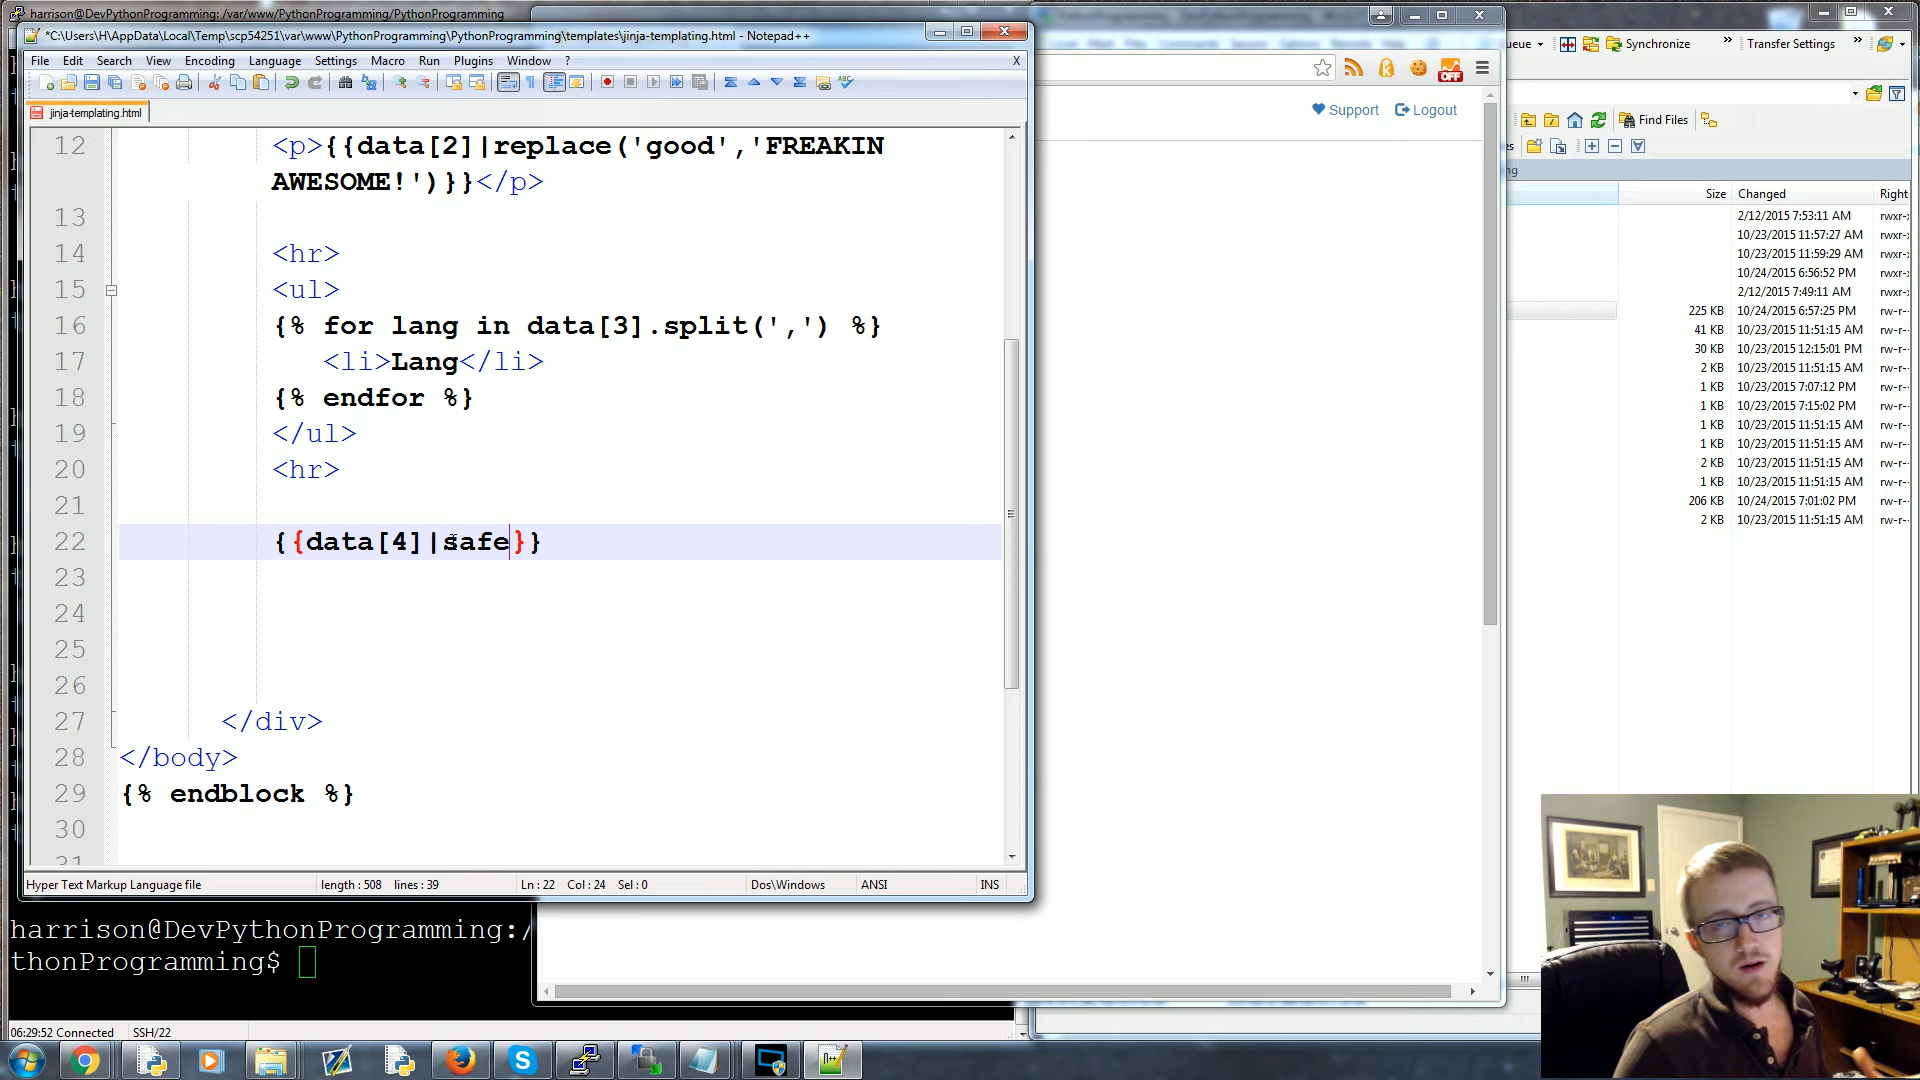 harrison@DevPythonProgramming: /var/www/PythonProgramming/PythonProgramming
*C:\Users\H\AppData\Local\Temp\scp54251\var\www\PythonProgramming\PythonProgramming\templates\jinja-templating.html - Notepad++
File Edit Search View Encoding Language Settings Macro Run Plugins Window ? X
jinja-templating.html
12 <p>{{data[2]|replace('good','FREAKIN
AWESOME!')}}</p>
13
14 <hr>
15 <ul>
16 {% for lang in data[3].split(',') %}
17 <li>Lang</li>
18 {% endfor %}
19 </ul>
20 <hr>
21
22 {{data[4]|safe}}
23
24
25
26
27 </div>
28 </body>
29 {% endblock %}
30
31
Hyper Text Markup Language file length : 508 lines : 39 Ln : 22 Col : 24 Sel : 0 Dos\Windows ANSI INS
harrison@DevPythonProgramming:/
thonProgramming$
06:29:52 Connected SSH/22
OFF
Support Logout
Synchronize » Transfer Settings »
Find Files
Size Changed Right
2/12/2015 7:53:11 AM rwxr-
10/23/2015 11:57:27 AM rwxr-
10/23/2015 11:59:29 AM rwxr-
10/24/2015 6:56:52 PM rwxr-
2/12/2015 7:49:11 AM rwxr-
225 KB 10/24/2015 6:57:25 PM rw-r--
41 KB 10/23/2015 11:51:15 AM rw-r--
30 KB 10/23/2015 12:15:01 PM rw-r--
2 KB 10/23/2015 11:51:15 AM rw-r--
1 KB 10/23/2015 7:07:12 PM rw-r--
1 KB 10/23/2015 7:15:02 PM rw-r--
1 KB 10/23/2015 11:51:15 AM rw-r--
1 KB 10/23/2015 11:51:15 AM rw-r--
2 KB 10/23/2015 11:51:15 AM rw-r--
1 KB 10/23/2015 11:51:15 AM rw-r--
206 KB 10/24/2015 7:01:02 PM rw-r--
2 KB 10/23/2015 11:51:15 AM rw-r--